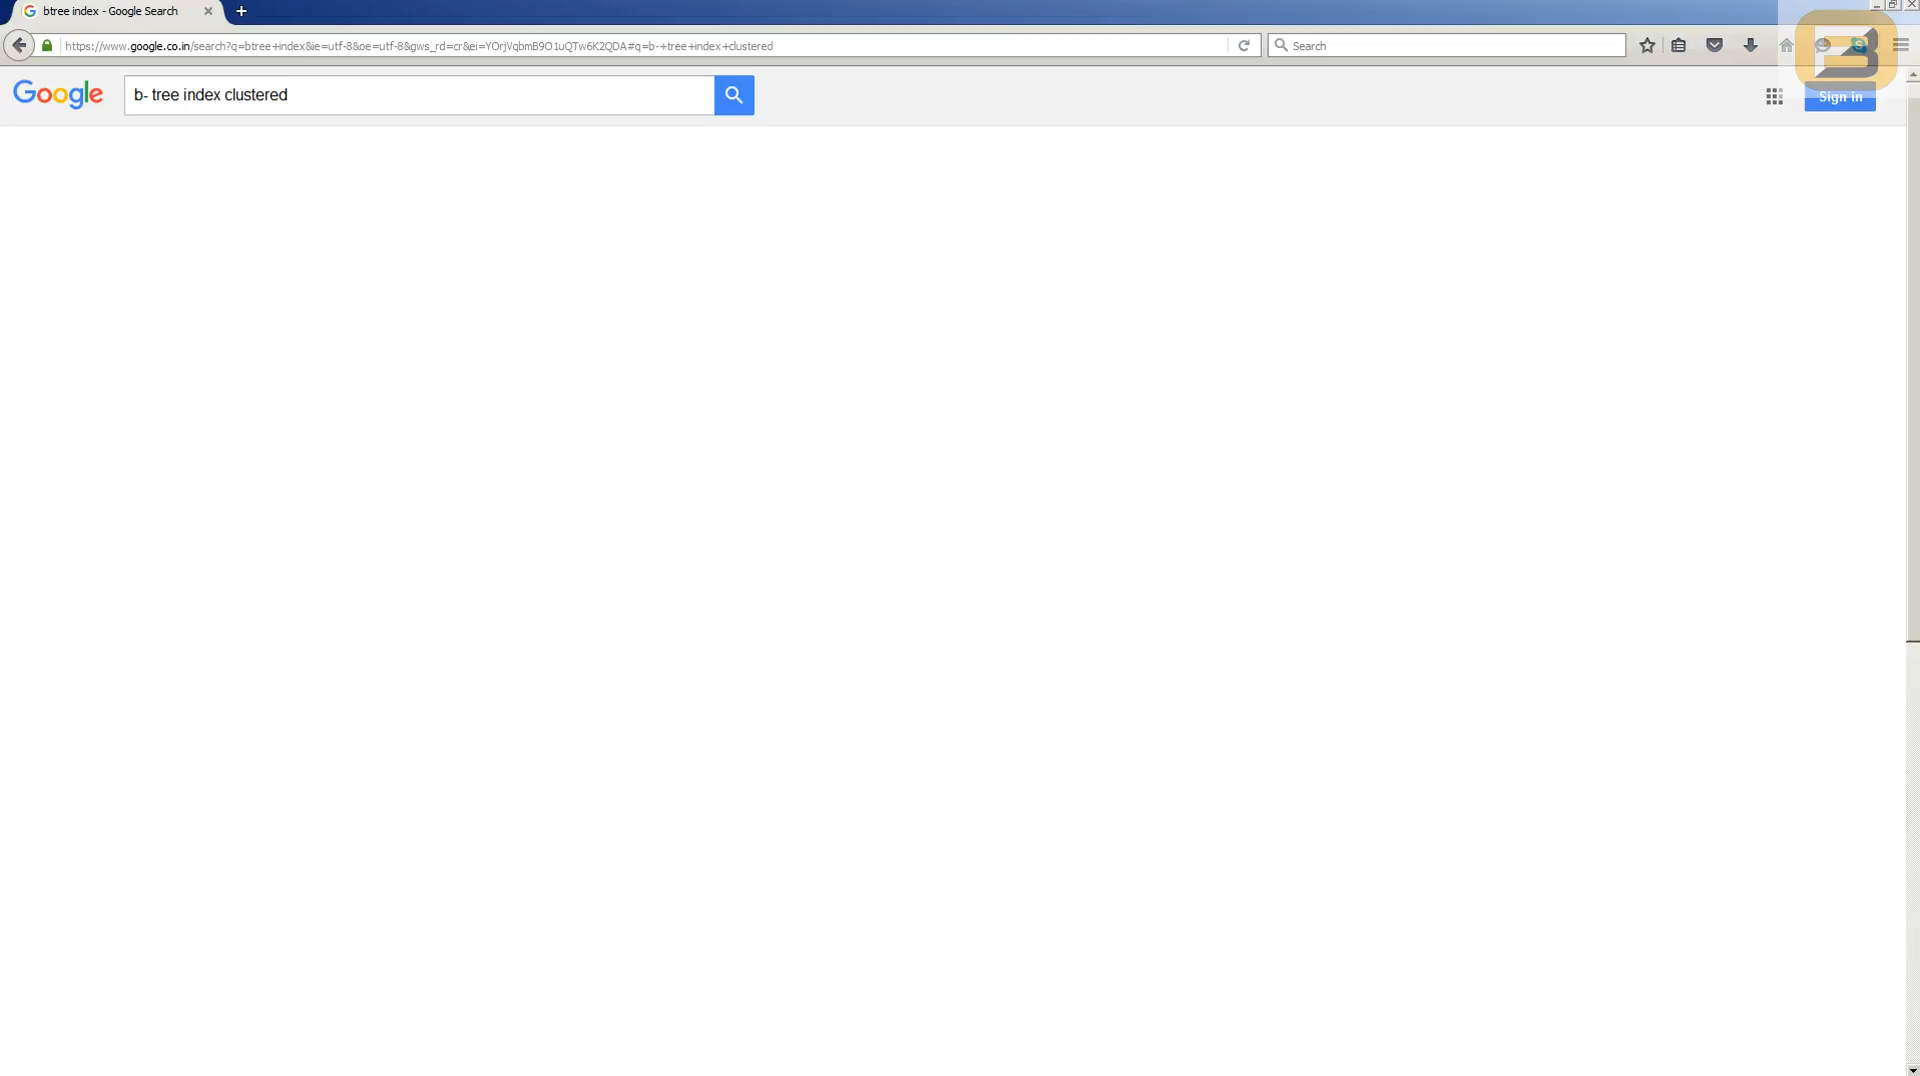 btree index - Google Search
https://www.google.co.in/search?q=btree+index&ie=utf-8&oe=utf-8&gws_rd=cr&ei=YOrjVqbmB9O1uQTw6K2QDA#q=b-+tree+index+clustered
Search
Google
b- tree index clustered
Sign in